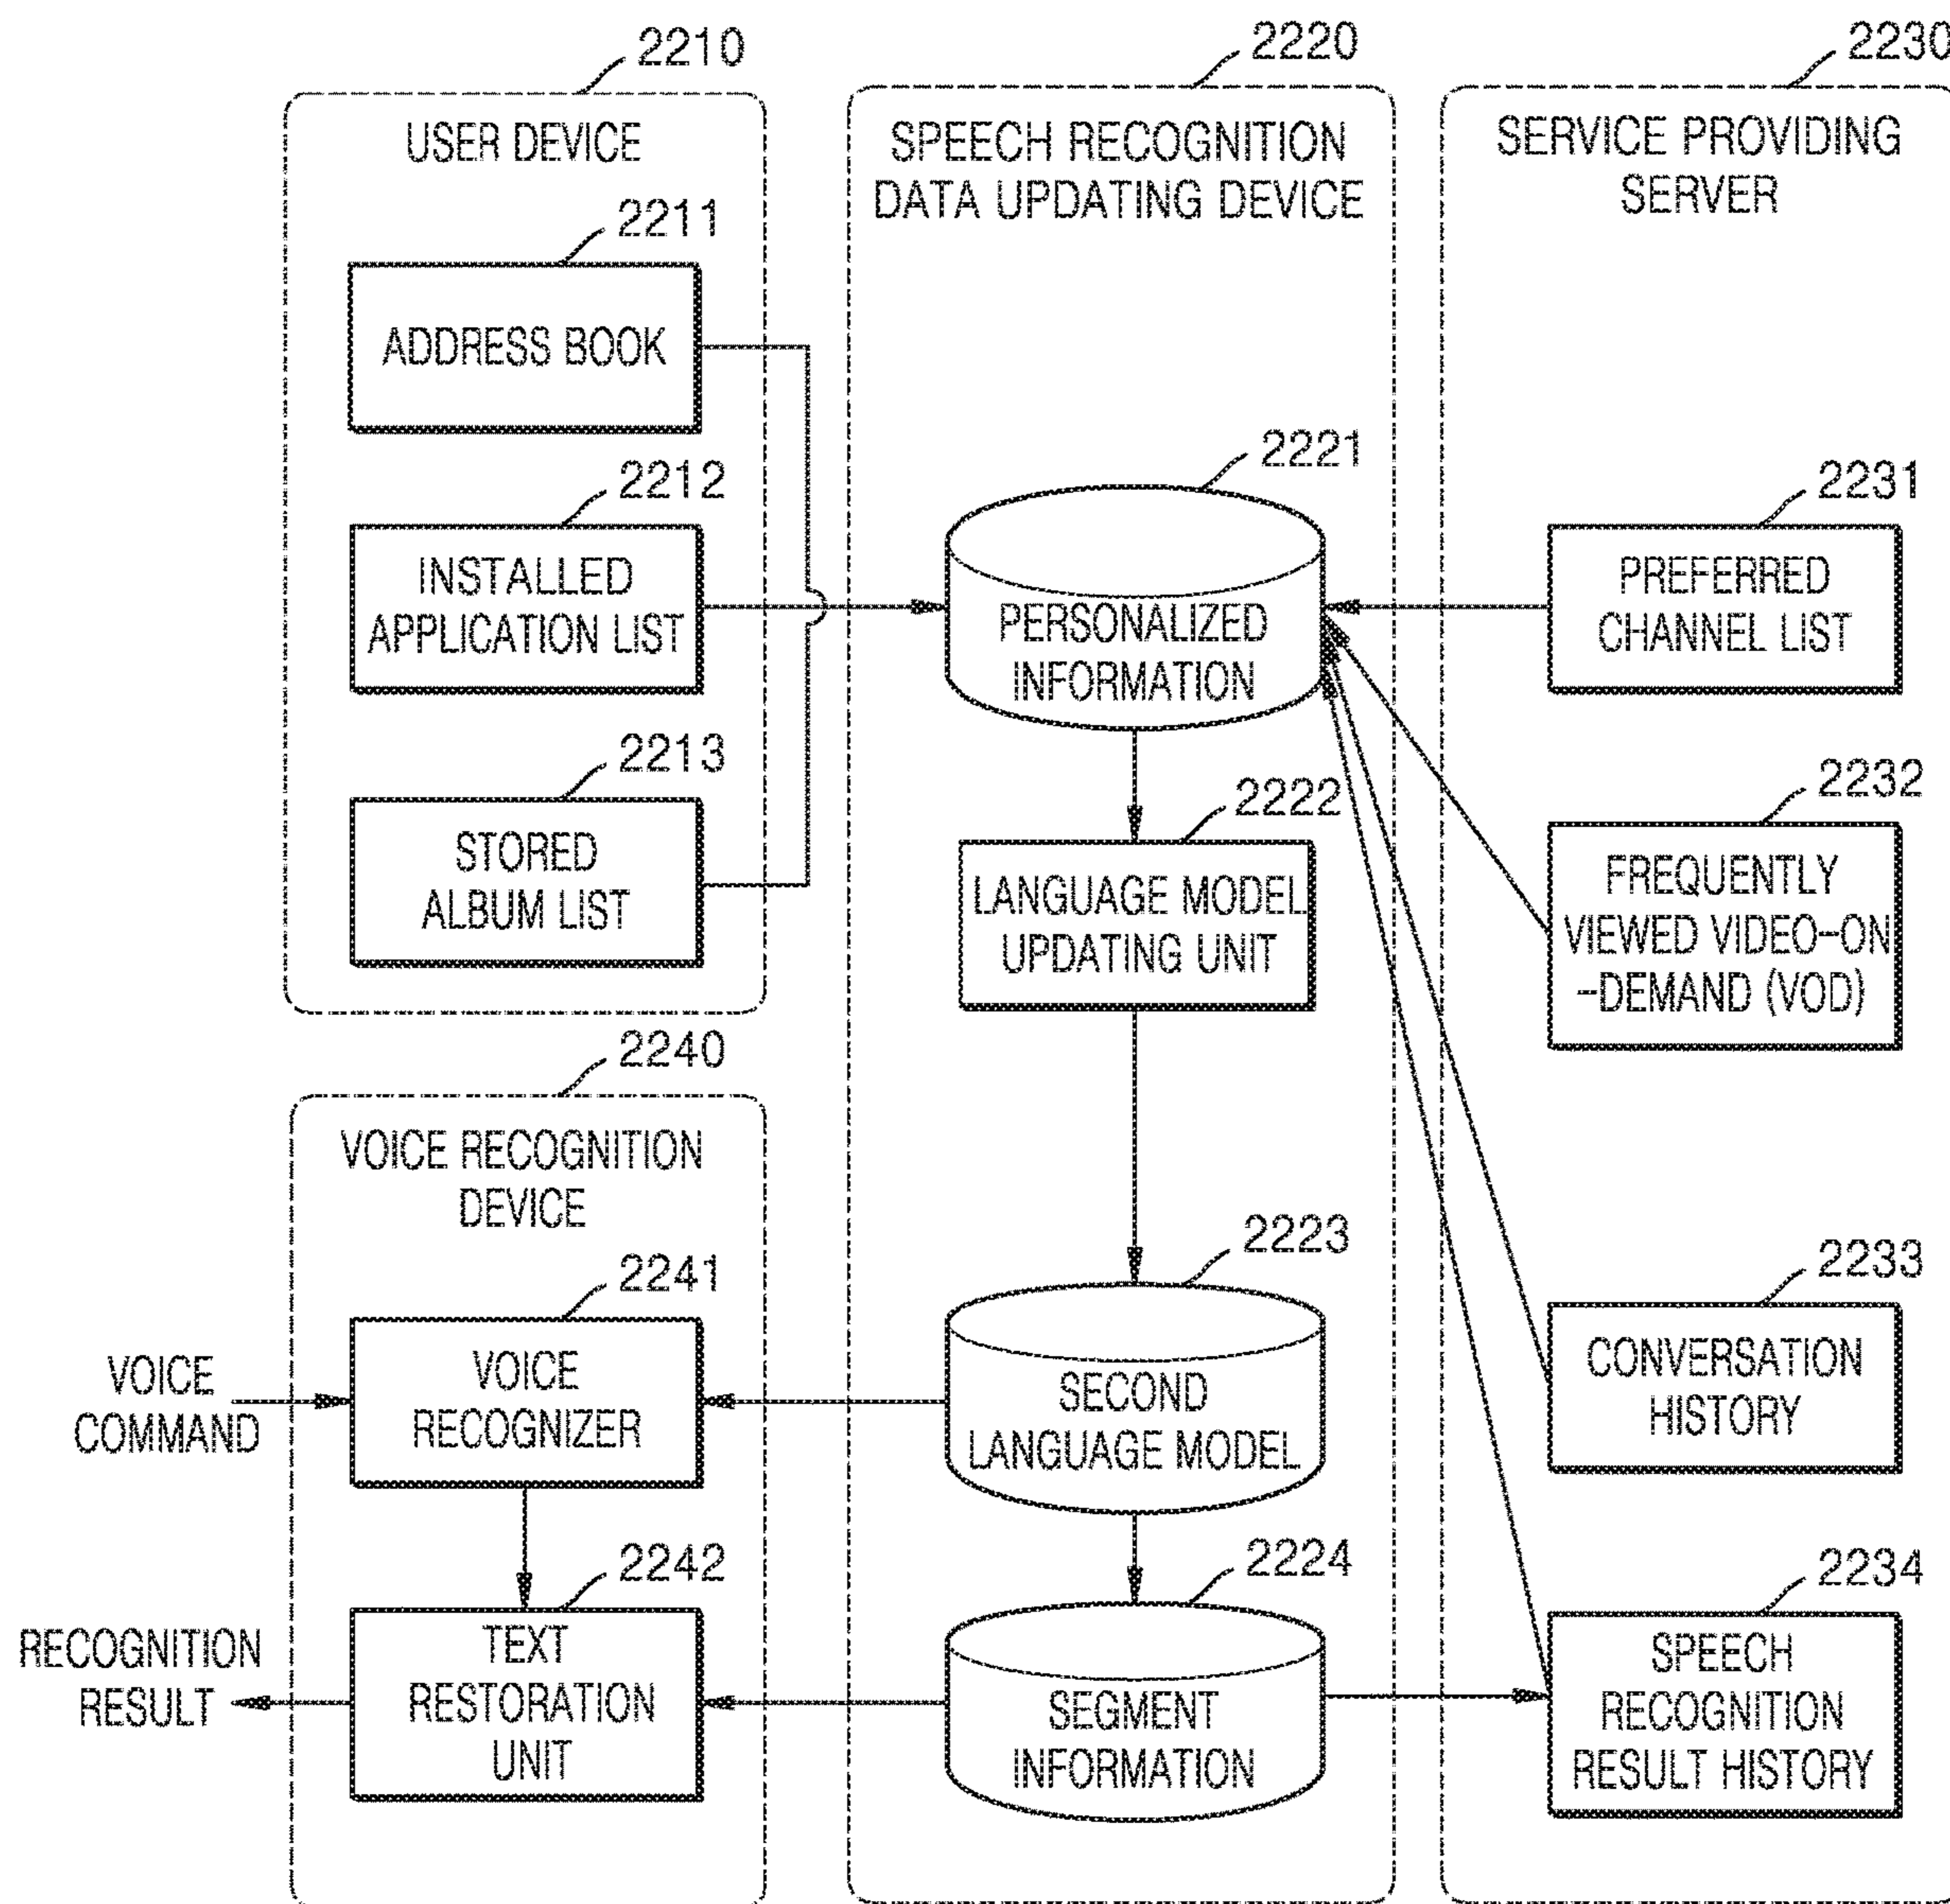 2210
USER DEVICE
2211
ADDRESS BOOK
2212
INSTALLED
APPLICATION LIST
2213
STORED
ALBUM LIST
2220
SPEECH RECOGNITION
DATA UPDATING DEVICE
2221
PERSONALIZED
INFORMATION
2222
LANGUAGE MODEL
UPDATING UNIT
2223
SECOND
LANGUAGE MODEL
2224
SEGMENT
INFORMATION
2230
SERVICE PROVIDING
SERVER
2231
PREFERRED
CHANNEL LIST
2232
FREQUENTLY
VIEWED VIDEO-ON
-DEMAND (VOD)
2233
CONVERSATION
HISTORY
2234
SPEECH
RECOGNITION
RESULT HISTORY
2240
VOICE RECOGNITION
DEVICE
2241
VOICE
RECOGNIZER
VOICE
COMMAND
2242
TEXT
RESTORATION
UNIT
RECOGNITION
RESULT